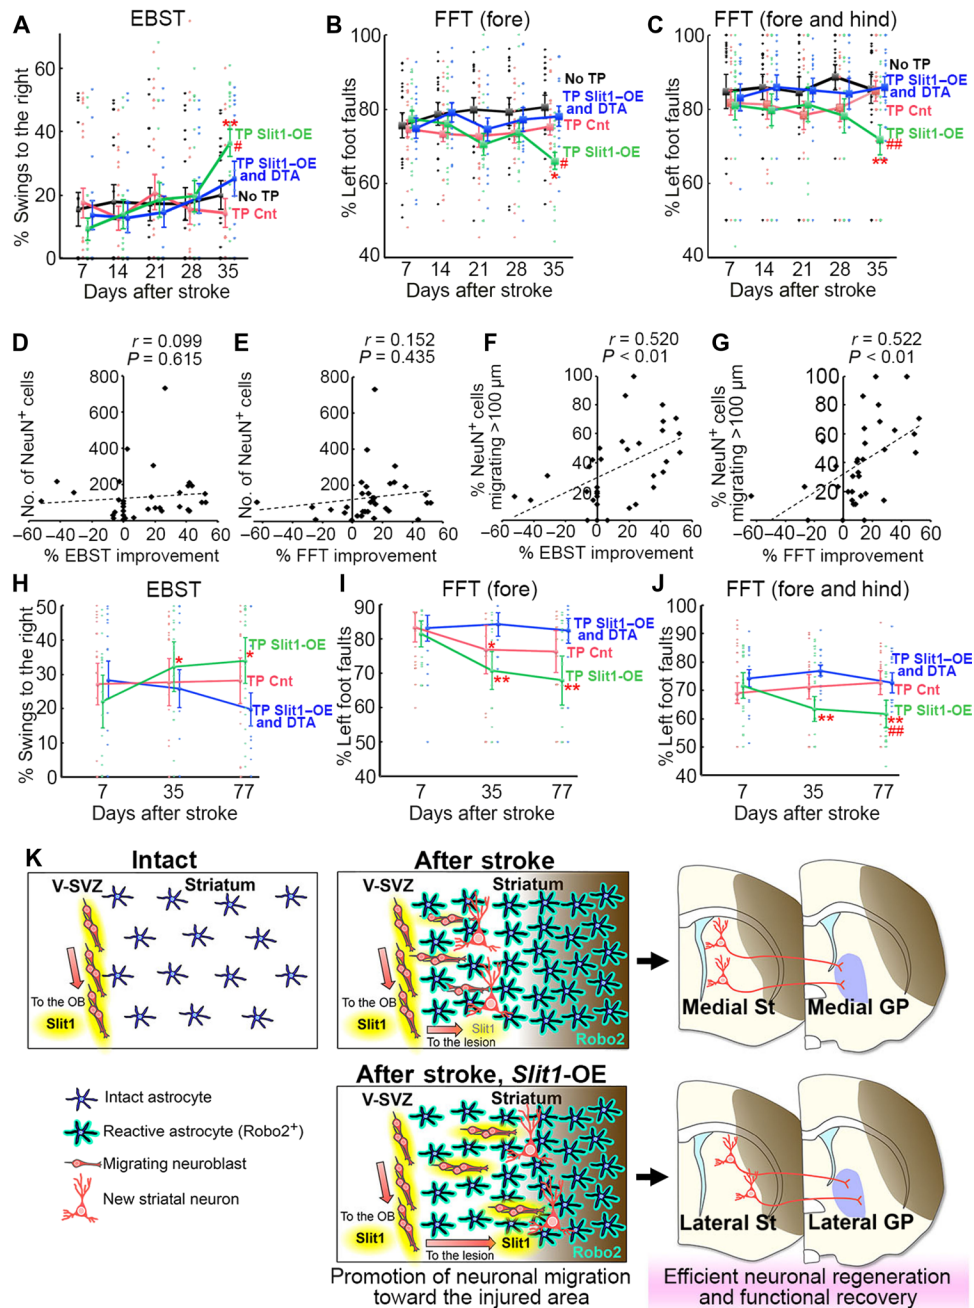 A
EBST
% Swings to the right
60
40
20
0
7 14 21 28 35
Days after stroke
**
TP Slit1-OE
#
TP Slit1–OE
and DTA
No TP
TP Cnt
B
FFT (fore)
% Left foot faults
100
80
60
40
7 14 21 28 35
Days after stroke
No TP
TP Slit1–OE
and DTA
TP Cnt
TP Slit1-OE
#
*
C
FFT (fore and hind)
% Left foot faults
100
80
60
40
7 14 21 28 35
Days after stroke
No TP
TP Slit1–OE
and DTA
TP Cnt
TP Slit1-OE
##
**
D
r = 0.099
P = 0.615
No. of NeuN+ cells
800
600
400
200
0
−60 −40 −20 0 20 40 60
% EBST improvement
E
r = 0.152
P = 0.435
No. of NeuN+ cells
800
600
400
200
0
−60 −40 −20 0 20 40 60
% FFT improvement
F
r = 0.520
P < 0.01
% NeuN+ cells
migrating >100 µm
100
80
60
40
20
0
−60 −40 −20 0 20 40 60
% EBST improvement
G
r = 0.522
P < 0.01
% NeuN+ cells
migrating >100 µm
100
80
60
40
20
0
−60 −40 −20 0 20 40 60
% FFT improvement
H
EBST
% Swings to the right
50
40
30
20
10
0
7 35 77
Days after stroke
* *
TP Slit1-OE
TP Cnt
TP Slit1–OE
and DTA
I
FFT (fore)
% Left foot faults
90
80
70
60
50
40
7 35 77
Days after stroke
TP Slit1–OE
and DTA
TP Cnt
TP Slit1-OE
*
**
**
J
FFT (fore and hind)
% Left foot faults
100
90
80
70
60
50
40
7 35 77
Days after stroke
TP Slit1–OE
and DTA
TP Cnt
TP Slit1-OE
**
**
##
K
Intact
V-SVZ
Striatum
To the OB
Slit1
After stroke
V-SVZ
Striatum
To the OB
Slit1
Slit1
To the lesion
Robo2
Medial St
Medial GP
Intact astrocyte
Reactive astrocyte (Robo2+)
Migrating neuroblast
New striatal neuron
After stroke, Slit1-OE
V-SVZ
Striatum
To the OB
Slit1
Slit1
To the lesion
Robo2
Lateral St
Lateral GP
Promotion of neuronal migration
toward the injured area
Efficient neuronal regeneration
and functional recovery